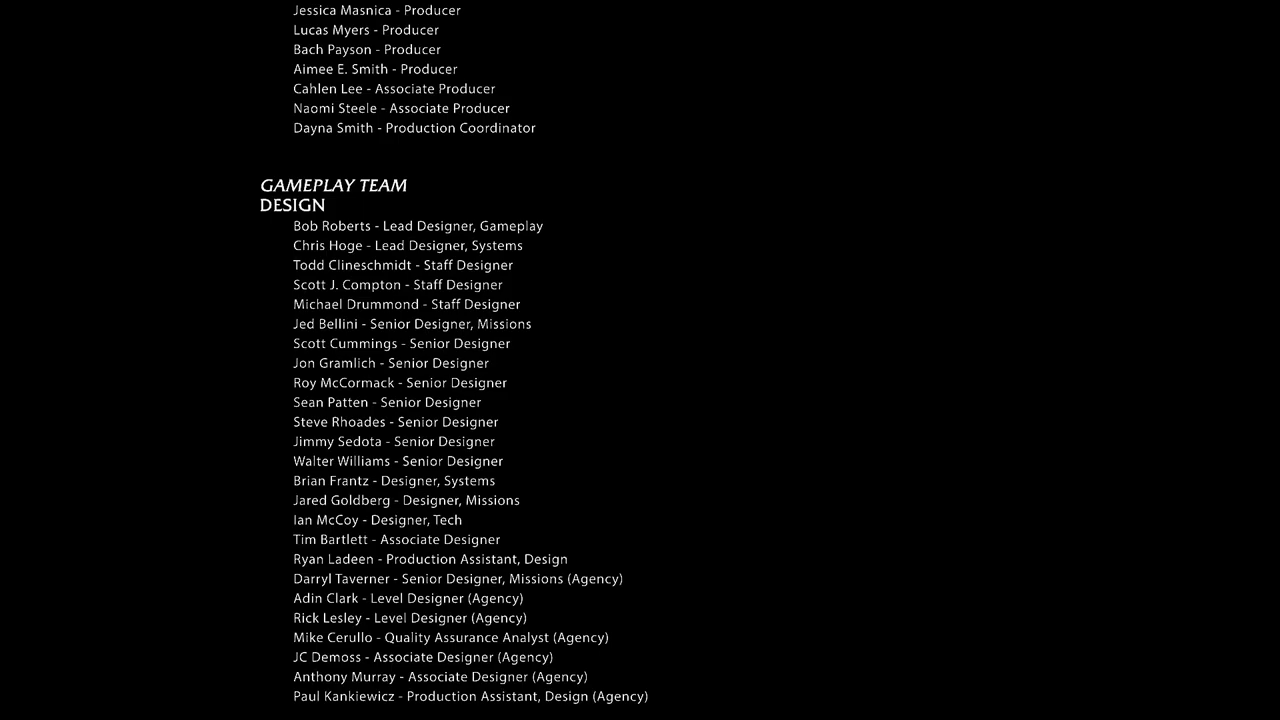 Jessica Masnica - Producer
Lucas Myers - Producer
Bach Payson - Producer
Aimee E. Smith - Producer
Cahlen Lee - Associate Producer
Naomi Steele - Associate Producer
Dayna Smith - Production Coordinator
GAMEPLAY TEAM
DESIGN
Bob Roberts - Lead Designer, Gameplay
Chris Hoge - Lead Designer, Systems
Todd Clineschmidt - Staff Designer
Scott J. Compton - Staff Designer
Michael Drummond - Staff Designer
Jed Bellini - Senior Designer, Missions
Scott Cummings - Senior Designer
Jon Gramlich - Senior Designer
Roy McCormack - Senior Designer
Sean Patten - Senior Designer
Steve Rhoades - Senior Designer
Jimmy Sedota - Senior Designer
Walter Williams - Senior Designer
Brian Frantz - Designer, Systems
Jared Goldberg - Designer, Missions
Ian McCoy - Designer, Tech
Tim Bartlett - Associate Designer
Ryan Ladeen - Production Assistant, Design
Darryl Taverner - Senior Designer, Missions (Agency)
Adin Clark - Level Designer (Agency)
Rick Lesley - Level Designer (Agency)
Mike Cerullo - Quality Assurance Analyst (Agency)
JC Demoss - Associate Designer (Agency)
Anthony Murray - Associate Designer (Agency)
Paul Kankiewicz - Production Assistant, Design (Agency)